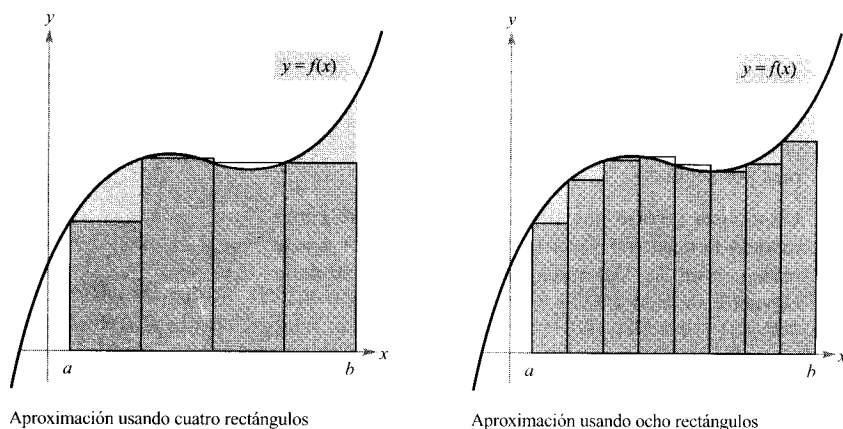 y
y = f(x)
x
a
b
Aproximación usando cuatro rectángulos
y
y = f(x)
x
a
b
Aproximación usando ocho rectángulos